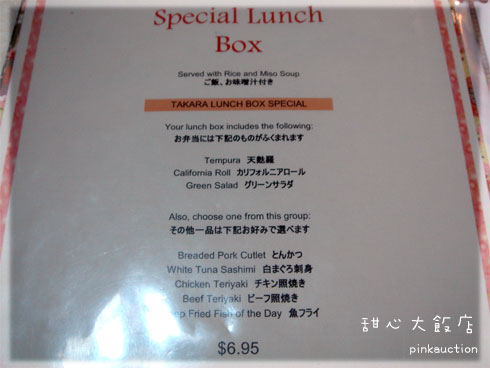 Special Lunch
Box
Served with Rice and Miso Soup
ご飯、お味噌汁付き
TAKARA LUNCH BOX SPECIAL
Your lunch box includes the following:
お弁当には下記のものがふくまれます
Tempura 天麩羅
California Roll カリフォルニアロール
Green Salad グリーンサラダ
Also, choose one from this group:
その他一品は下記お好みで選べます
Breaded Pork Cutlet とんかつ
White Tuna Sashimi 白まぐろ刺身
Chicken Teriyaki チキン照焼き
Beef Teriyaki ビーフ照焼き
Fried Fish of the Day 魚フライ
$6.95
甜心大飯店
pinkauction